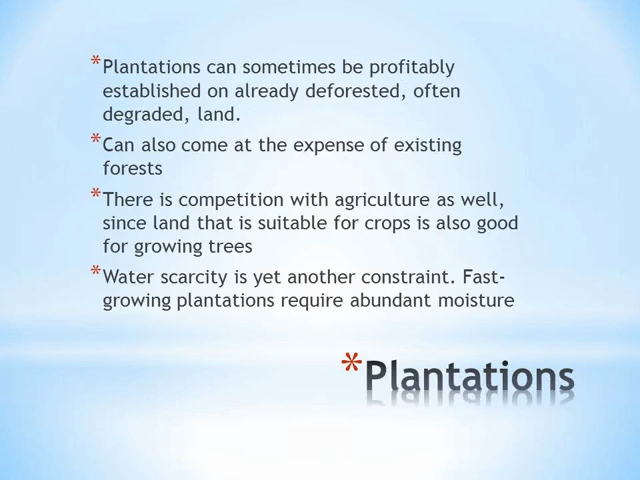 * Plantations can sometimes be profitably
established on already deforested, often
degraded, land.
* Can also come at the expense of existing
forests
* There is competition with agriculture as well,
since land that is suitable for crops is also good
for growing trees
* Water scarcity is yet another constraint. Fast-
growing plantations require abundant moisture
* Plantations